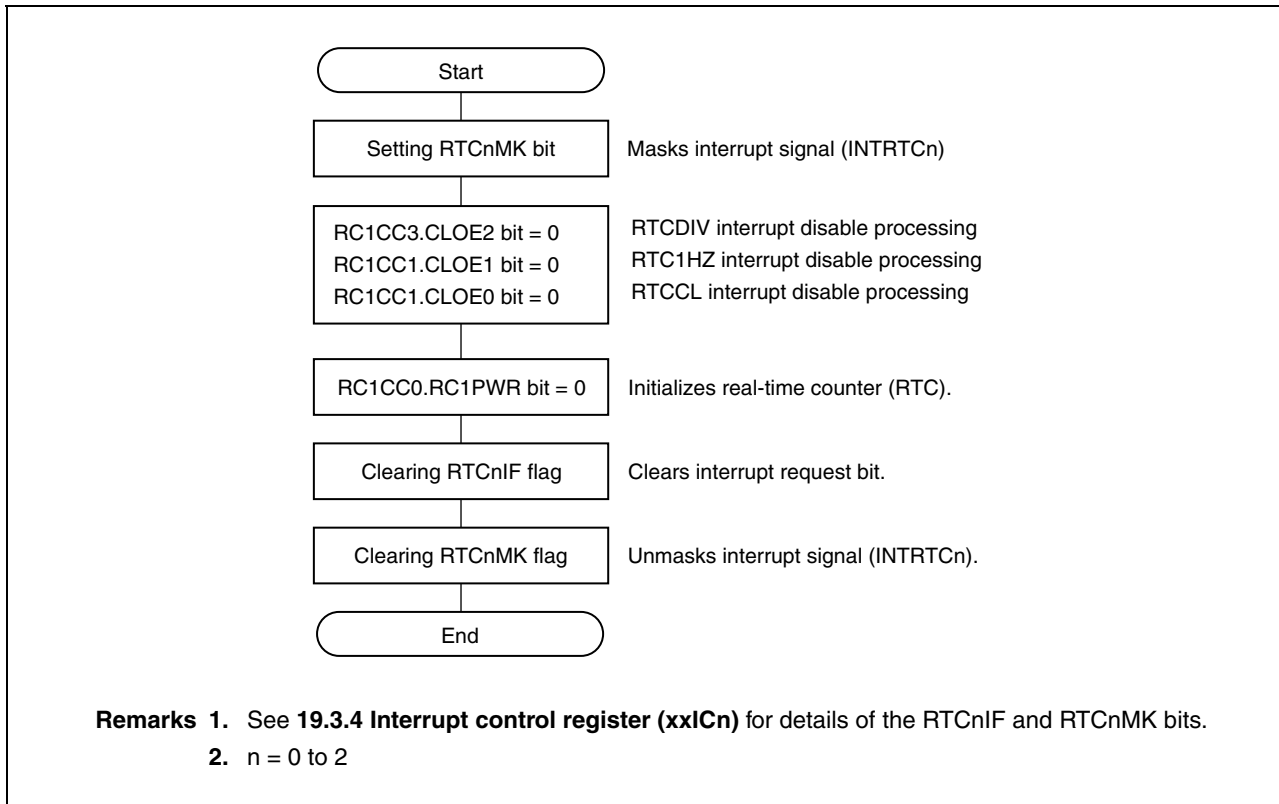 Start
Setting RTCnMK bit
Masks interrupt signal (INTRTCn)
RC1CC3.CLOE2 bit = 0
RTCDIV interrupt disable processing
RC1CC1.CLOE1 bit = 0
RTC1HZ interrupt disable processing
RC1CC1.CLOE0 bit = 0
RTCCL interrupt disable processing
RC1CC0.RC1PWR bit = 0
Initializes real-time counter (RTC).
Clearing RTCnIF flag
Clears interrupt request bit.
Clearing RTCnMK flag
Unmasks interrupt signal (INTRTCn).
End
Remarks 1. See 19.3.4 Interrupt control register (xxICn) for details of the RTCnIF and RTCnMK bits.
2. n = 0 to 2